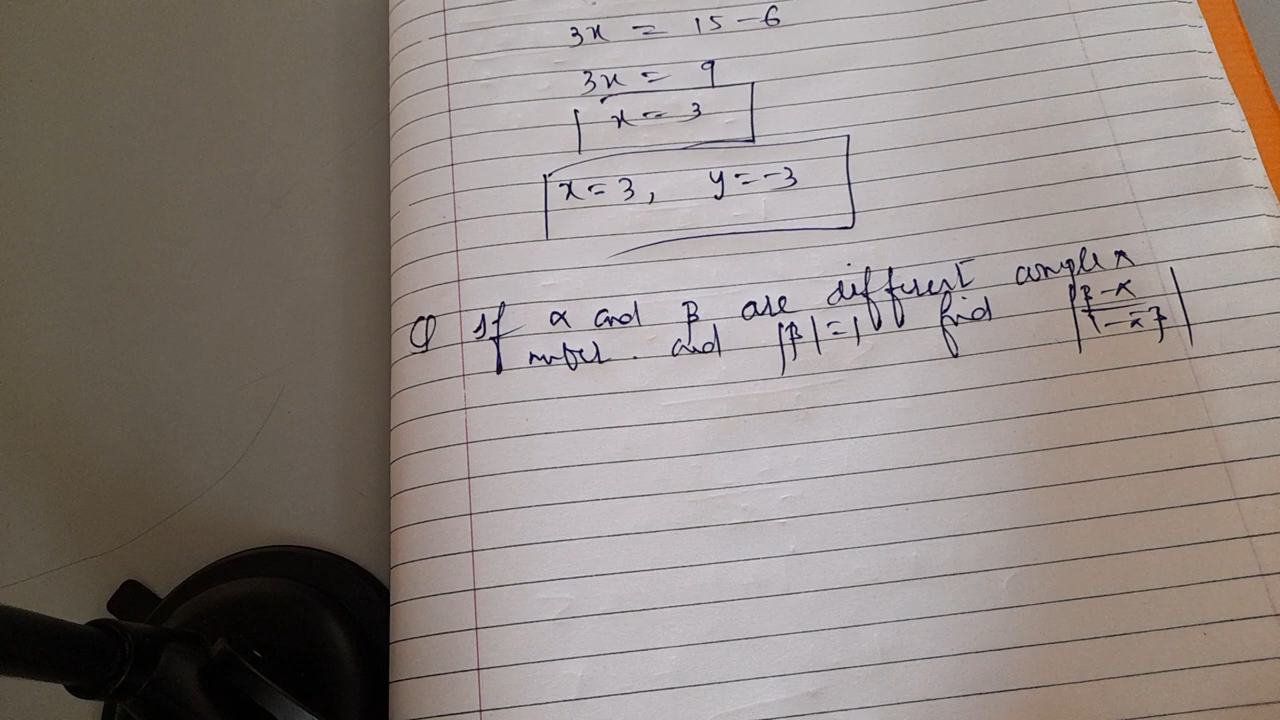 3x = 15 - 6
3x = 9
x = 3
x = 3, y = -3
Q If α and β are different complex
number. and |β| = 1 find |β-α / 1-ᾱβ|